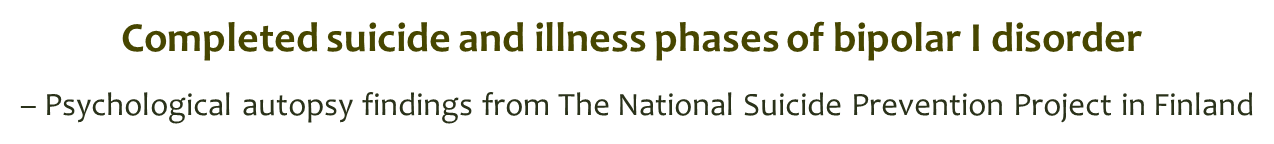 Completed suicide and illness phases of bipolar I disorder
– Psychological autopsy findings from The National Suicide Prevention Project in Finland